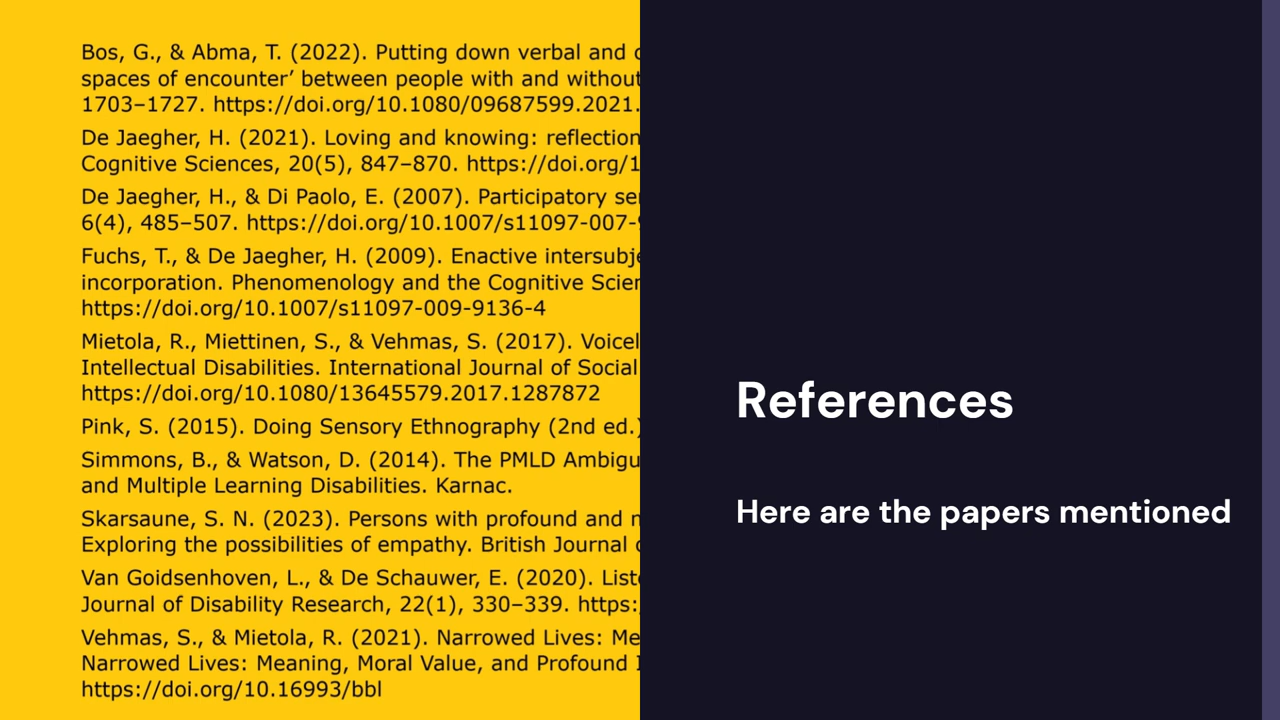 Bos, G., & Abma, T. (2022). Putting down verbal and
spaces of encounter’ between people with and without
1703–1727. https://doi.org/10.1080/09687599.2021.
De Jaegher, H. (2021). Loving and knowing: reflection
Cognitive Sciences, 20(5), 847–870. https://doi.org/1
De Jaegher, H., & Di Paolo, E. (2007). Participatory se
6(4), 485–507. https://doi.org/10.1007/s11097-007-
Fuchs, T., & De Jaegher, H. (2009). Enactive intersubje
incorporation. Phenomenology and the Cognitive Scien
https://doi.org/10.1007/s11097-009-9136-4
Mietola, R., Miettinen, S., & Vehmas, S. (2017). Voicel
Intellectual Disabilities. International Journal of Social
https://doi.org/10.1080/13645579.2017.1287872
Pink, S. (2015). Doing Sensory Ethnography (2nd ed.)
Simmons, B., & Watson, D. (2014). The PMLD Ambigu
and Multiple Learning Disabilities. Karnac.
Skarsaune, S. N. (2023). Persons with profound and
Exploring the possibilities of empathy. British Journal
Van Goidsenhoven, L., & De Schauwer, E. (2020). List
Journal of Disability Research, 22(1), 330–339. https:
Vehmas, S., & Mietola, R. (2021). Narrowed Lives: Me
Narrowed Lives: Meaning, Moral Value, and Profound
https://doi.org/10.16993/bbl
References
Here are the papers mentioned